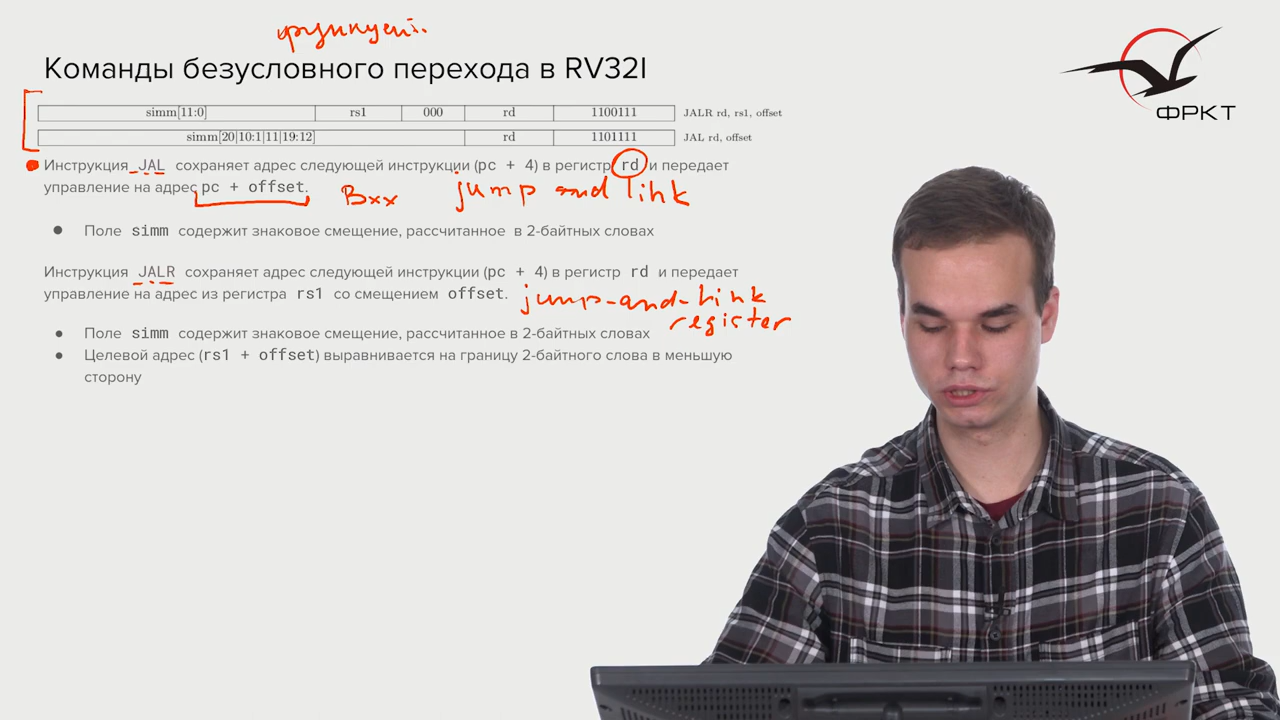 функций.
Команды безусловного перехода в RV32I
ФРКТ
simm[11:0] rs1 000 rd 1100111 JALR rd, rs1, offset
simm[20|10:1|11|19:12] rd 1101111 JAL rd, offset
Инструкция JAL сохраняет адрес следующей инструкции (pc + 4) в регистр rd и передает
управление на адрес pc + offset.
Bxx jump and link
● Поле simm содержит знаковое смещение, рассчитанное в 2-байтных словах
Инструкция JALR сохраняет адрес следующей инструкции (pc + 4) в регистр rd и передает
управление на адрес из регистра rs1 со смещением offset.
jump-and-link
register
● Поле simm содержит знаковое смещение, рассчитанное в 2-байтных словах
● Целевой адрес (rs1 + offset) выравнивается на границу 2-байтного слова в меньшую
сторону